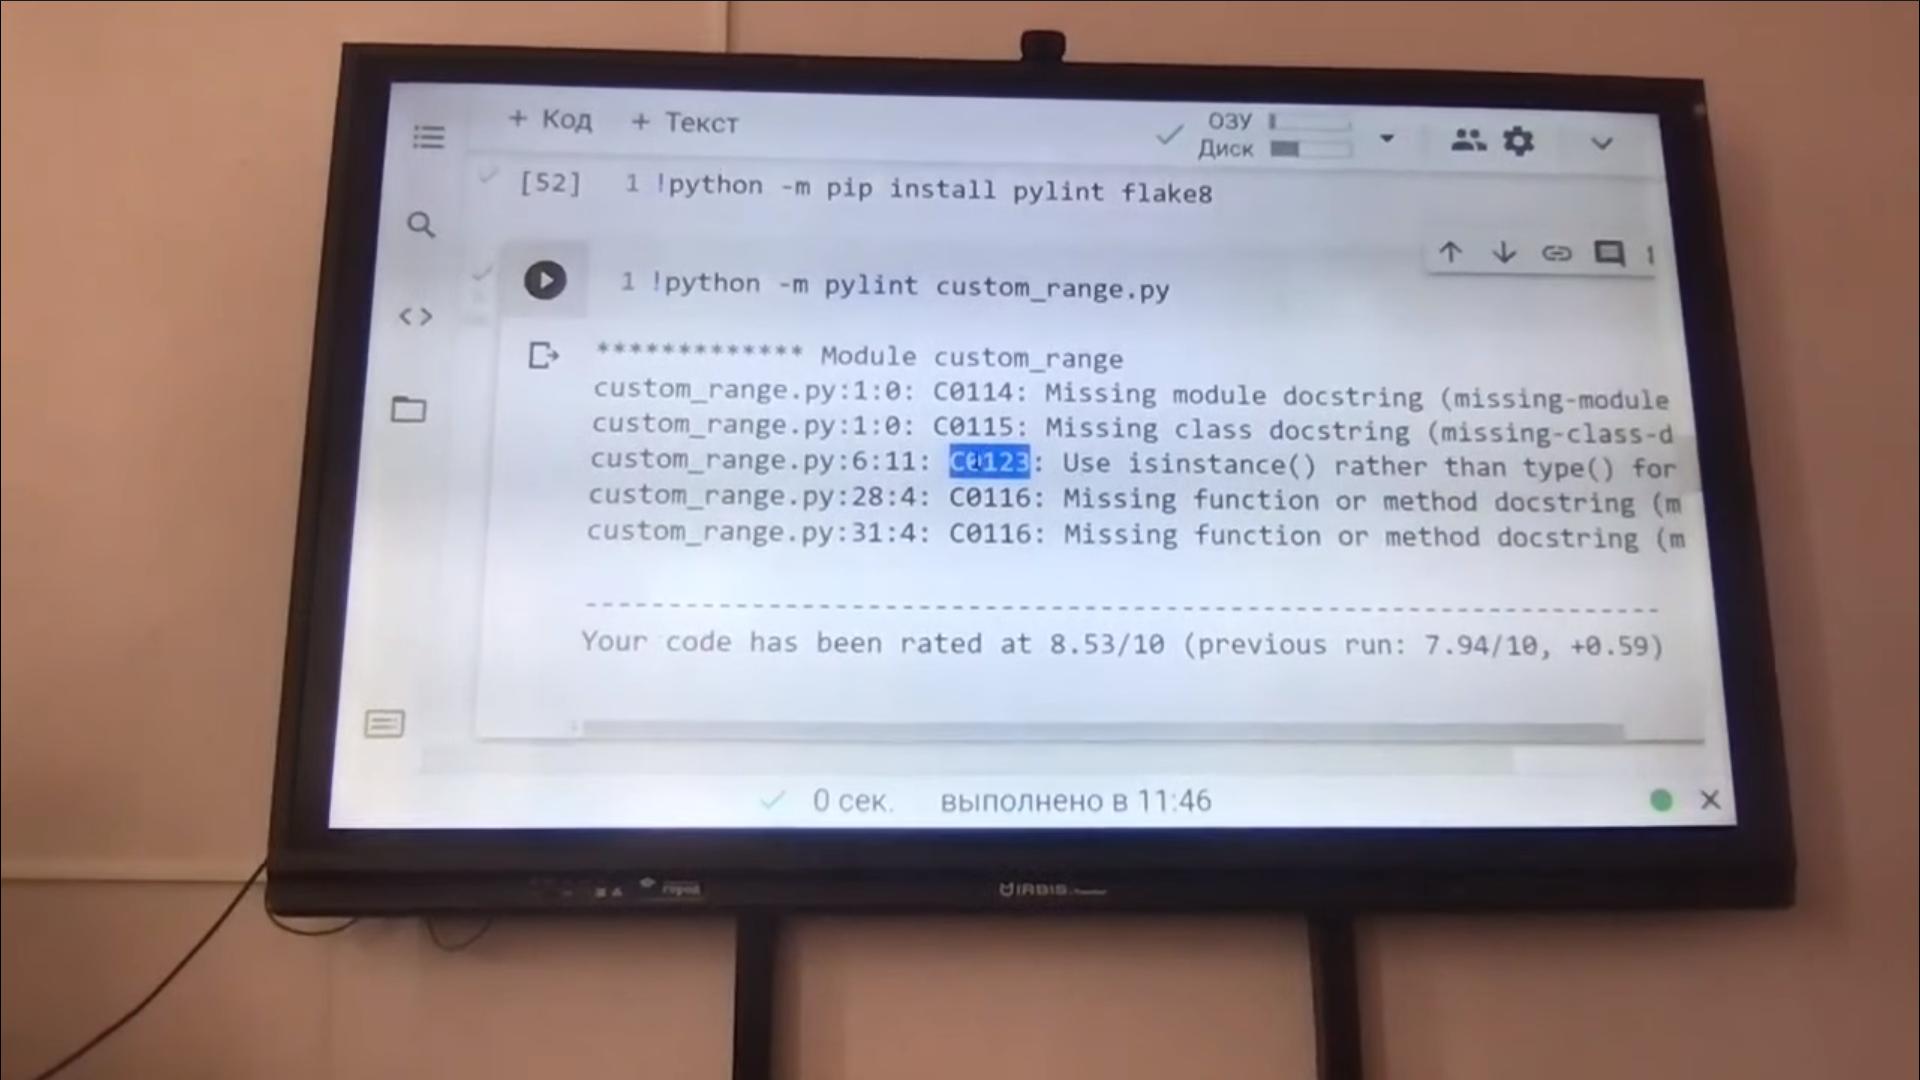 + Код + Текст
ОЗУ
Диск
[52] 1 !python -m pip install pylint flake8
1 !python -m pylint custom_range.py
************* Module custom_range
custom_range.py:1:0: C0114: Missing module docstring (missing-module
custom_range.py:1:0: C0115: Missing class docstring (missing-class-d
custom_range.py:6:11: C0123: Use isinstance() rather than type() for
custom_range.py:28:4: C0116: Missing function or method docstring (m
custom_range.py:31:4: C0116: Missing function or method docstring (m
------------------------------------------------------------------
Your code has been rated at 8.53/10 (previous run: 7.94/10, +0.59)
0 сек. выполнено в 11:46
город
IRBIS